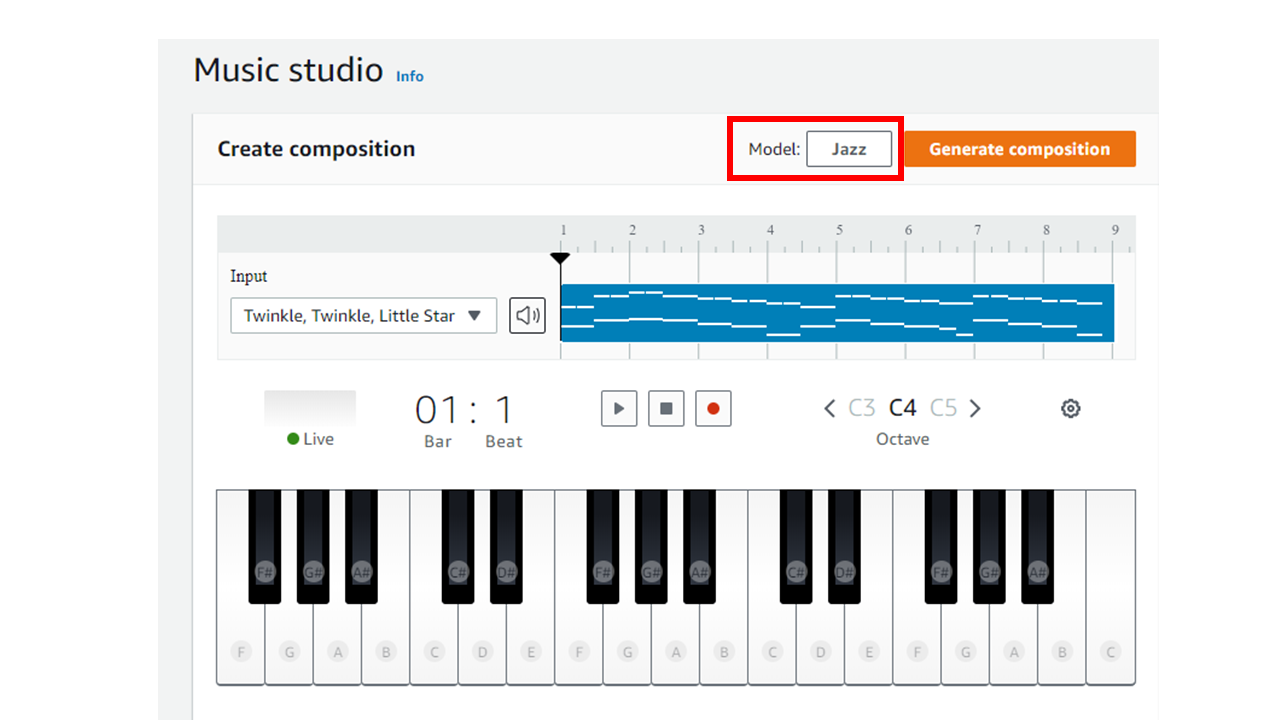 Music studio Info
Create composition
Model: Jazz
Generate composition
1 2 3 4 5 6 7 8 9
Input
Twinkle, Twinkle, Little Star
01 : 1
Bar Beat
Live
C3 C4 C5
Octave
F# G# A# C# D# F# G# A# C# D# F# G# A#
F G A B C D E F G A B C D E F G A B C